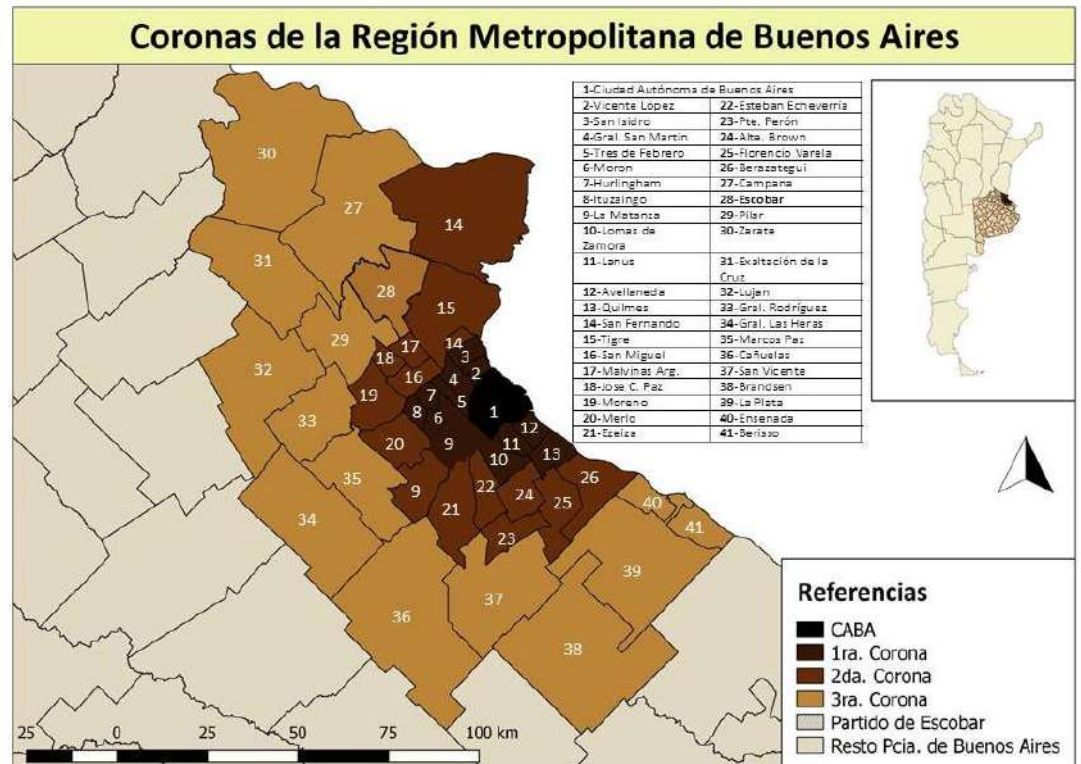 Coronas de la Región Metropolitana de Buenos Aires
1-Ciudad Autónoma de Buenos Aires
2-Vicente López 22-Esteban Echeverría
3-San Isidro 23-Pte. Perón
4-Gral. San Martin 24-Alte. Brown
5-Tres de Febrero 25-Florencio Varela
6-Moron 26-Berazategui
7-Hurlingham 27-Campana
8-Ituzaingo 28-Escobar
9-La Matanza 29-Pilar
10-Lomas de 30-Zarate
Zamora
11-Lanus 31-Exaltación de la
Cruz
12-Avellaneda 32-Lujan
13-Quilmes 33-Gral. Rodríguez
14-San Fernando 34-Gral. Las Heras
15-Tigre 35-Marcos Paz
16-San Miguel 36-Cañuelas
17-Malvinas Arg. 37-San Vicente
18-Jose C. Paz 38-Brandsen
19-Moreno 39-La Plata
20-Merlo 40-Ensenada
21-Ezeiza 41-Berisso
30
27
14
31
28
15
29
17
14
18
3
32
16
4
2
19
7
5
1
33
8
6
12
20
9
11
13
10
35
9
22
26
24
21
25
40
34
23
41
39
37
36
38
Referencias
CABA
1ra. Corona
2da. Corona
3ra. Corona
Partido de Escobar
Resto Pcia. de Buenos Aires
25 0 25 50 75 100 km